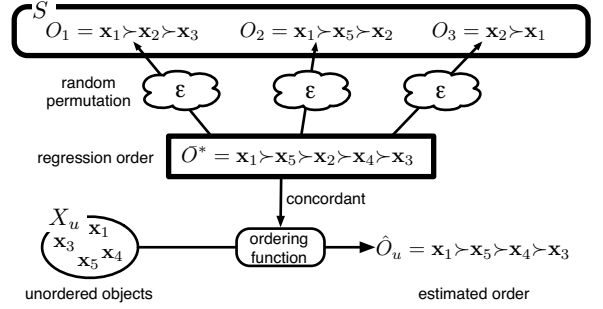 S
O₁ = x₁≻x₂≻x₃ O₂ = x₁≻x₅≻x₂ O₃ = x₂≻x₁
random
permutation
ε ε ε
regression order
Ō* = x₁≻x₅≻x₂≻x₄≻x₃
concordant
Xᵤ
x₁
x₃
x₄
x₅
ordering
function
Ôᵤ = x₁≻x₅≻x₄≻x₃
unordered objects
estimated order